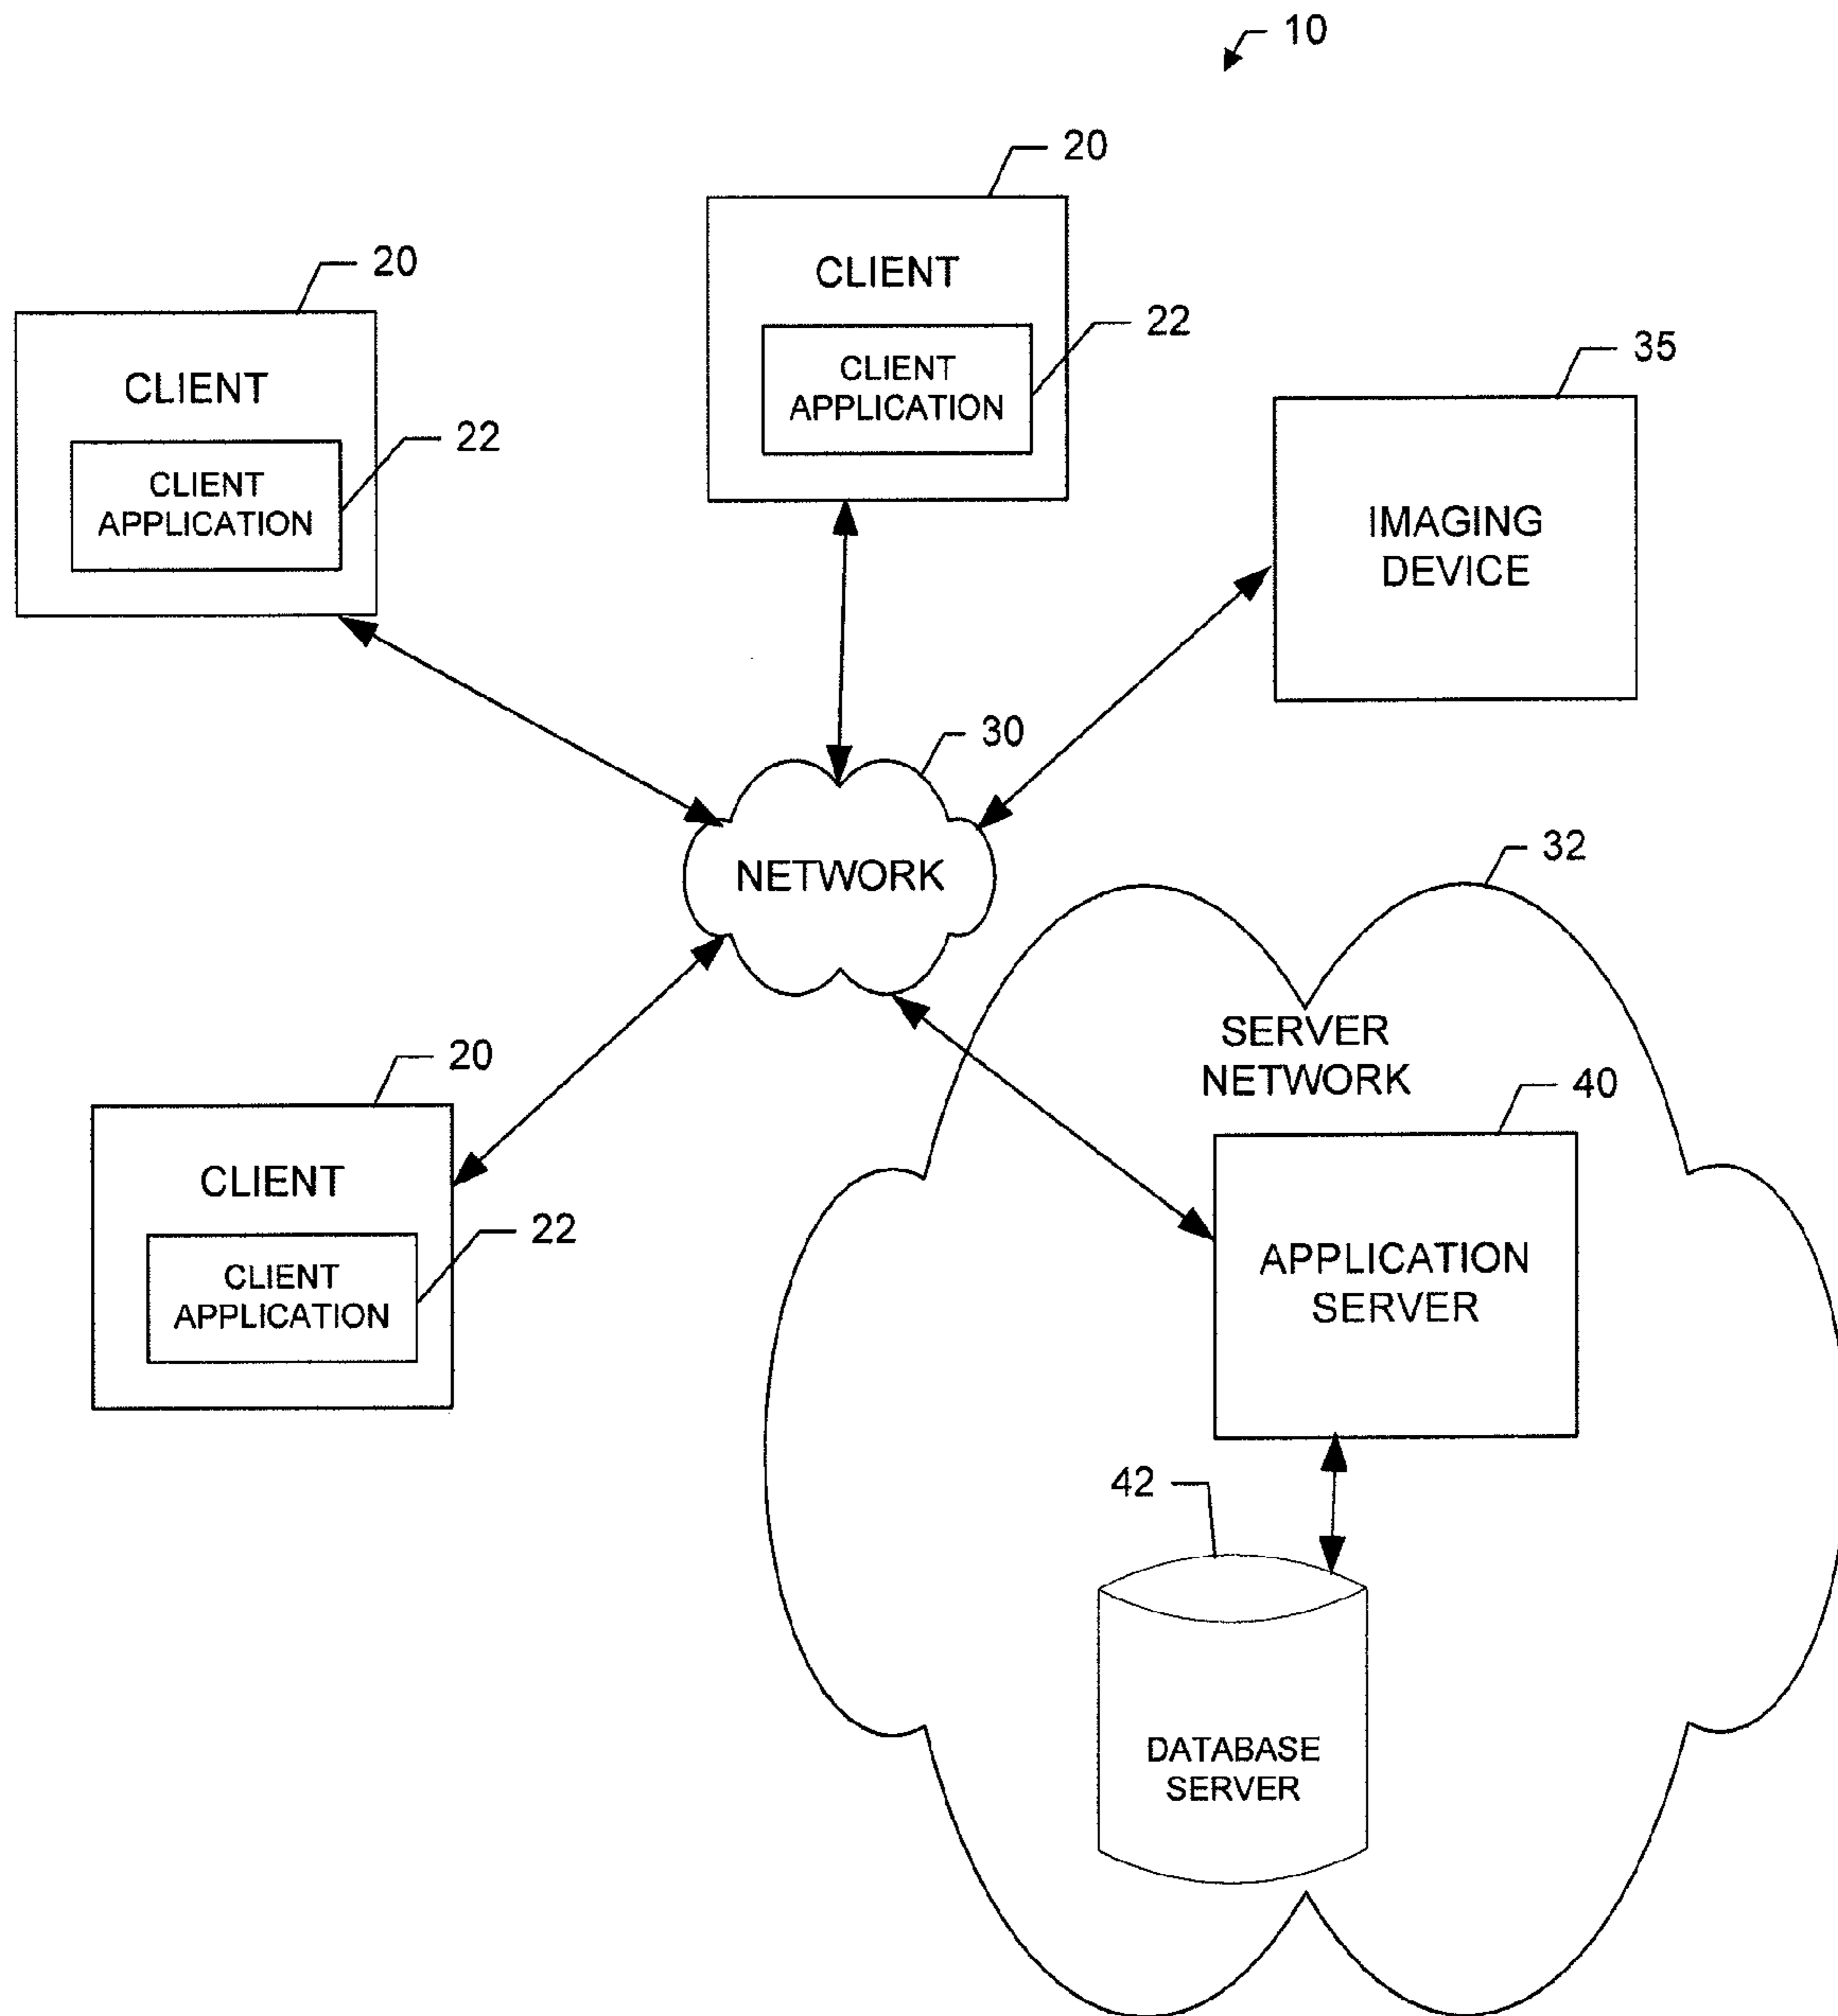 10
20
CLIENT
22
CLIENT
APPLICATION
20
CLIENT
22
CLIENT
APPLICATION
35
IMAGING
DEVICE
30
NETWORK
32
SERVER
NETWORK
20
CLIENT
22
CLIENT
APPLICATION
40
APPLICATION
SERVER
42
DATABASE
SERVER